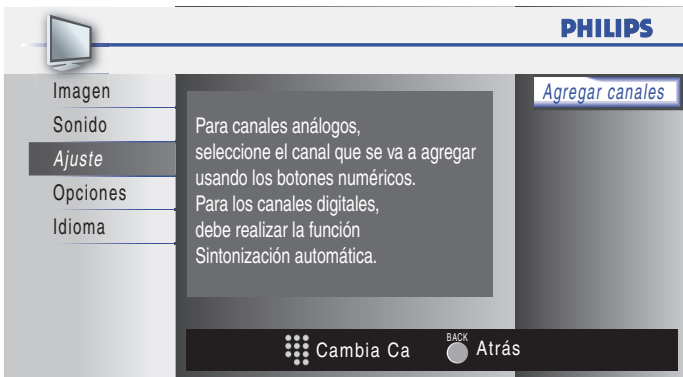 PHILIPS
Imagen
Sonido
Ajuste
Opciones
Idioma
Para canales análogos,
seleccione el canal que se va a agregar
usando los botones numéricos.
Para los canales digitales,
debe realizar la función
Sintonización automática.
Agregar canales
Cambia Ca
BACK Atrás